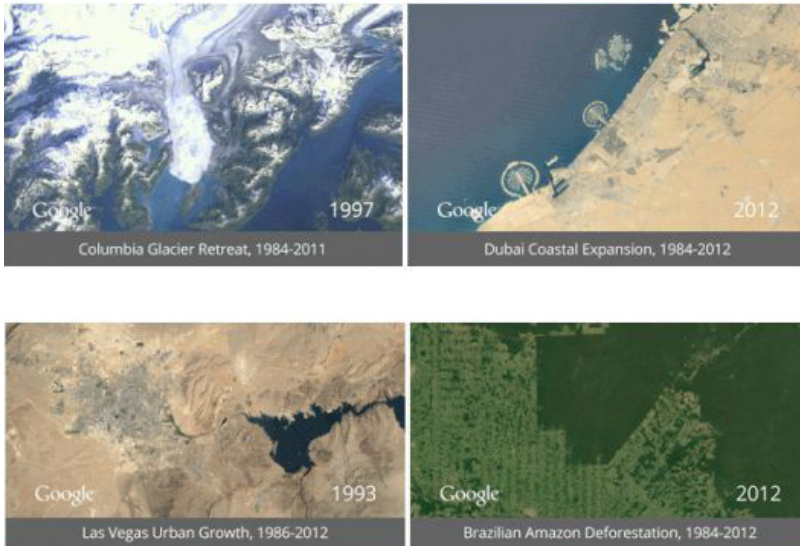 Google 1997
Columbia Glacier Retreat, 1984-2011
Google 2012
Dubai Coastal Expansion, 1984-2012
Google 1993
Las Vegas Urban Growth, 1986-2012
Google 2012
Brazilian Amazon Deforestation, 1984-2012